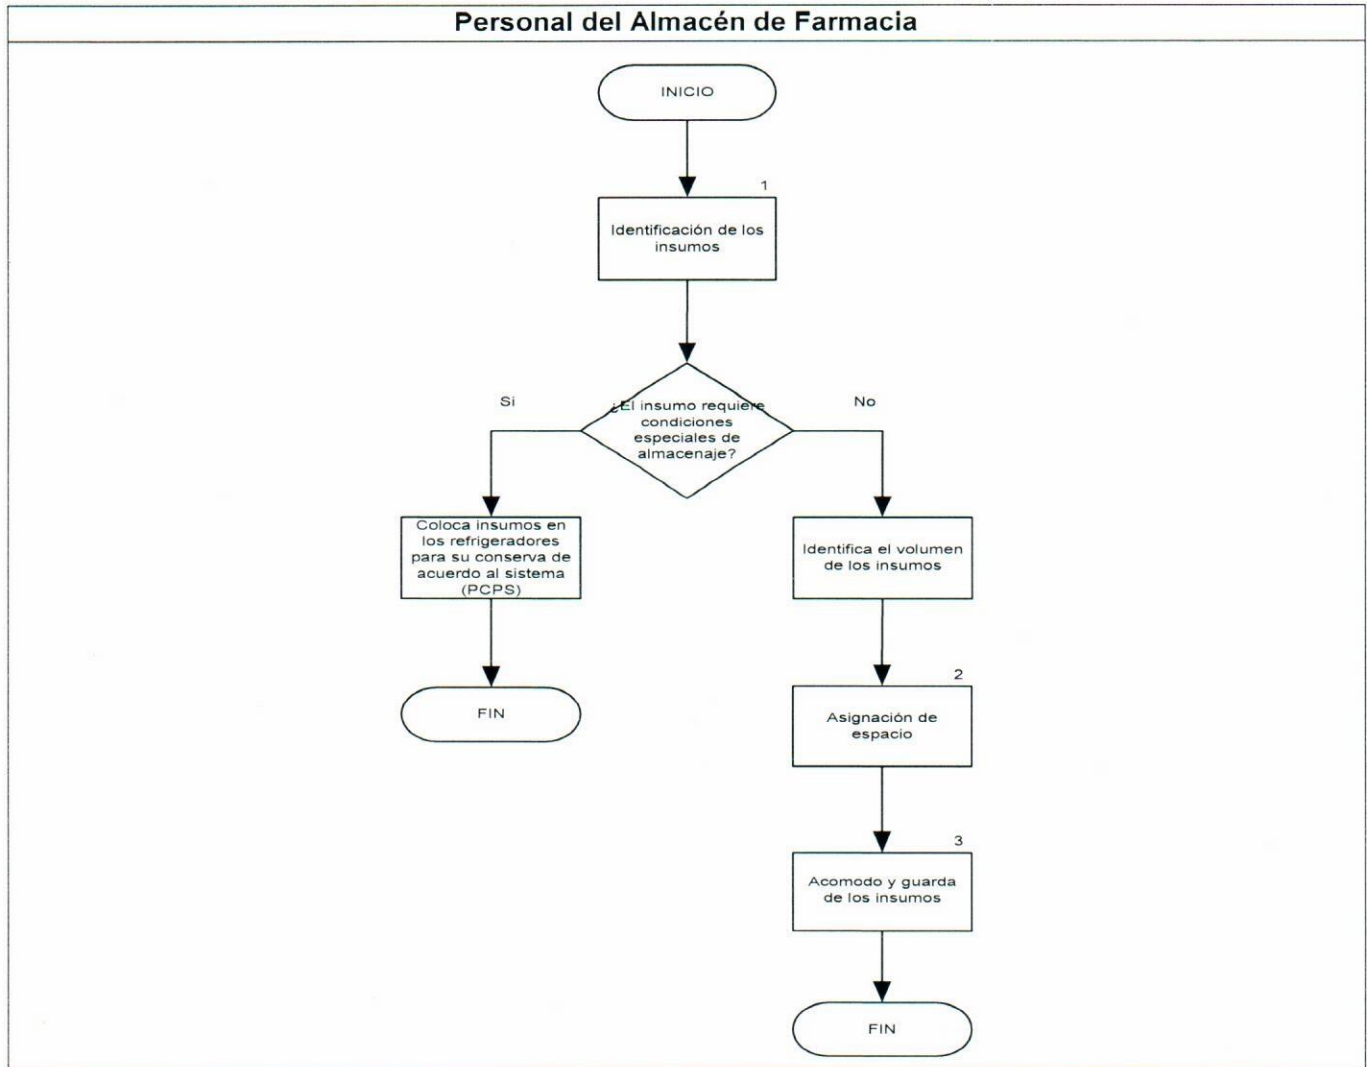 Personal del Almacén de Farmacia
INICIO
1
Identificación de los
insumos
¿El insumo requiere
condiciones
especiales de
almacenaje?
Si
No
Coloca insumos en
los refrigeradores
para su conserva de
acuerdo al sistema
(PCPS)
Identifica el volumen
de los insumos
FIN
2
Asignación de
espacio
3
Acomodo y guarda
de los insumos
FIN